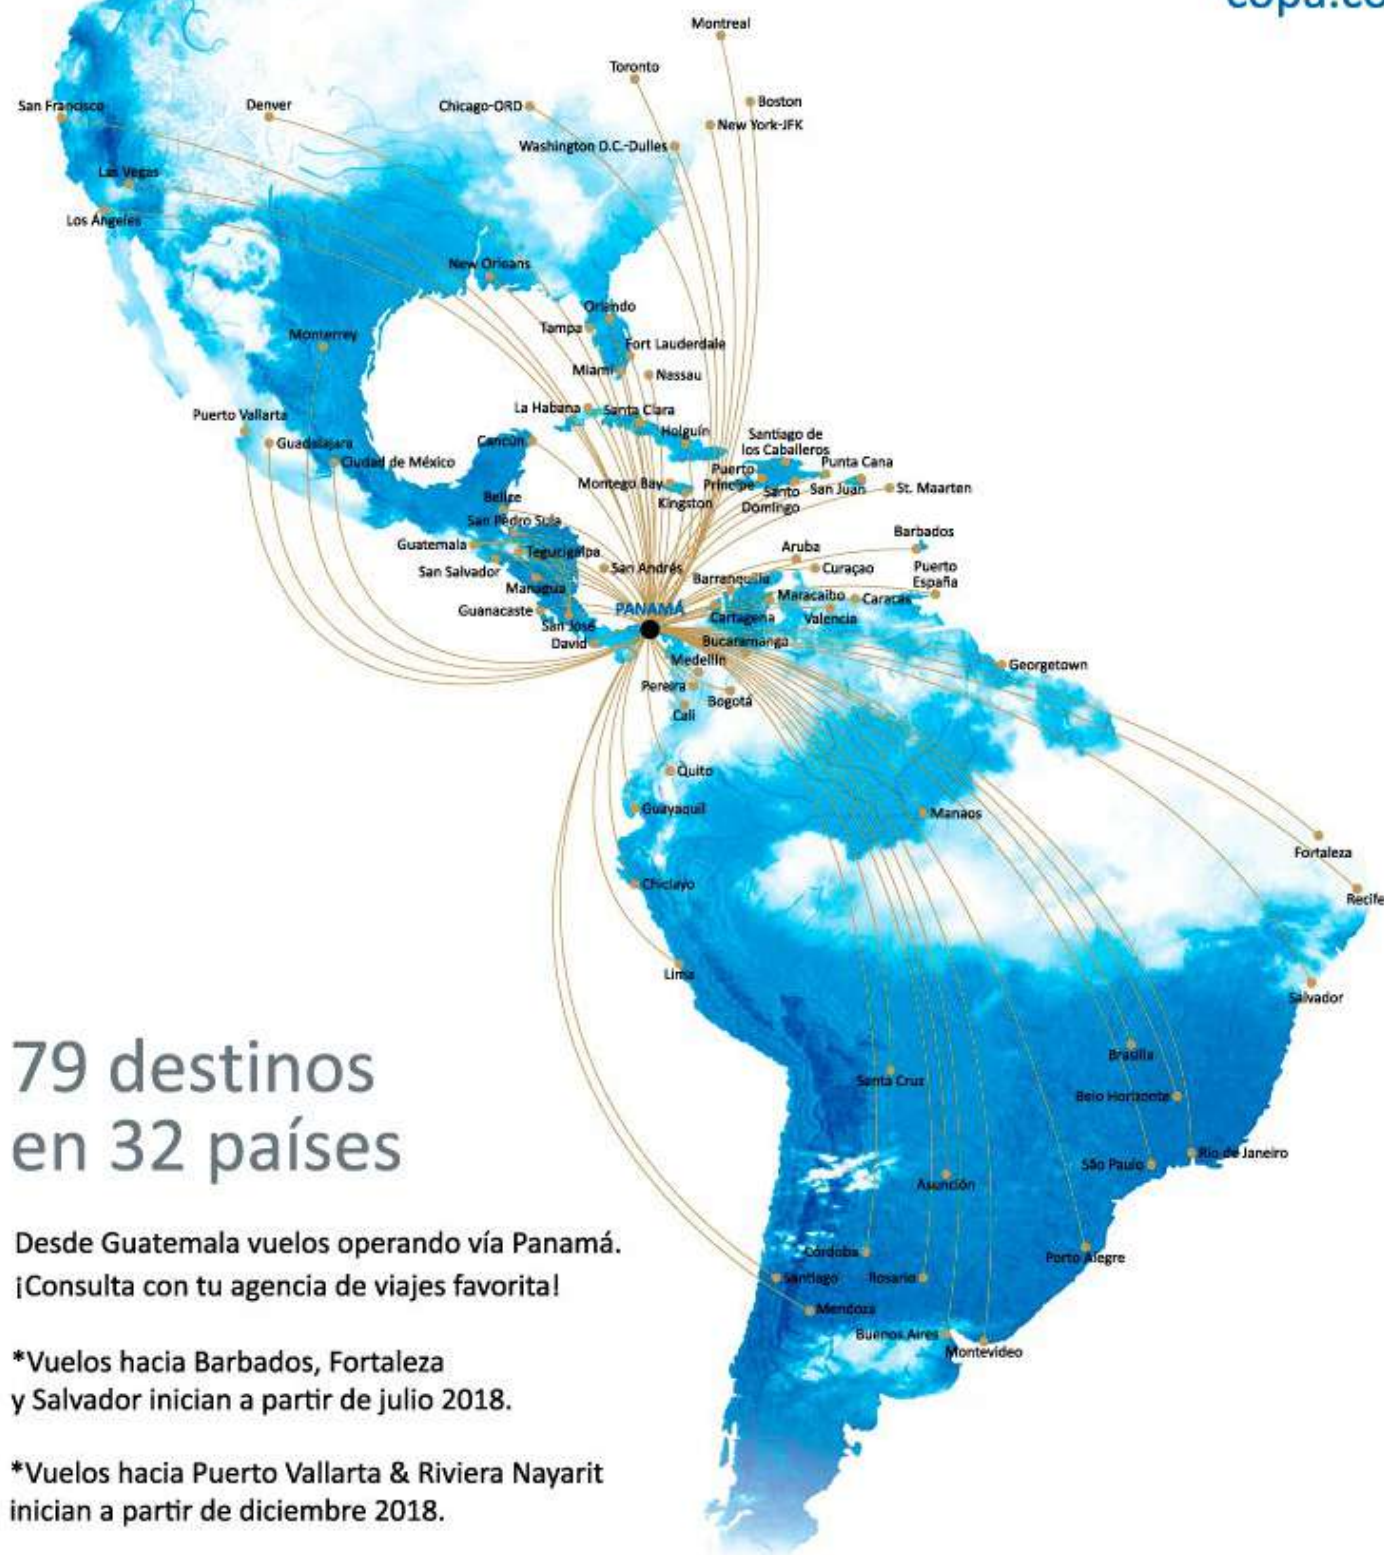 copa.co
Montreal
Toronto
San Francisco
Denver
Chicago-ORD
Boston
New York-JFK
Washington D.C.-Dulles
Las Vegas
Los Ángeles
New Orleans
Orlando
Tampa
Monterrey
Fort Lauderdale
Miami
Nassau
La Habana
Santa Clara
Puerto Vallarta
Holguín
Santiago de
los Caballeros
Cancún
Guadalajara
Ciudad de México
Punta Cana
Puerto
Príncipe
Montego Bay
Santo
Domingo
San Juan
St. Maarten
Kingston
Belize
San Pedro Sula
Barbados
Guatemala
Tegucigalpa
Aruba
San Salvador
San Andrés
Curaçao
Puerto
España
Barranquilla
Managua
Maracaibo
Caracas
Guanacaste
PANAMÁ
Cartagena
Valencia
San José
David
Bucaramanga
Medellín
Georgetown
Pereira
Bogotá
Cali
Quito
Guayaquil
Manaos
Fortaleza
Chiclayo
Recife
Lima
Salvador
79 destinos
en 32 países
Brasilia
Santa Cruz
Belo Horizonte
Rio de Janeiro
São Paulo
Asunción
Desde Guatemala vuelos operando vía Panamá.
¡Consulta con tu agencia de viajes favorita!
Córdoba
Porto Alegre
Santiago
Rosario
Mendoza
Buenos Aires
Montevideo
*Vuelos hacia Barbados, Fortaleza
y Salvador inician a partir de julio 2018.
*Vuelos hacia Puerto Vallarta & Riviera Nayarit
inician a partir de diciembre 2018.